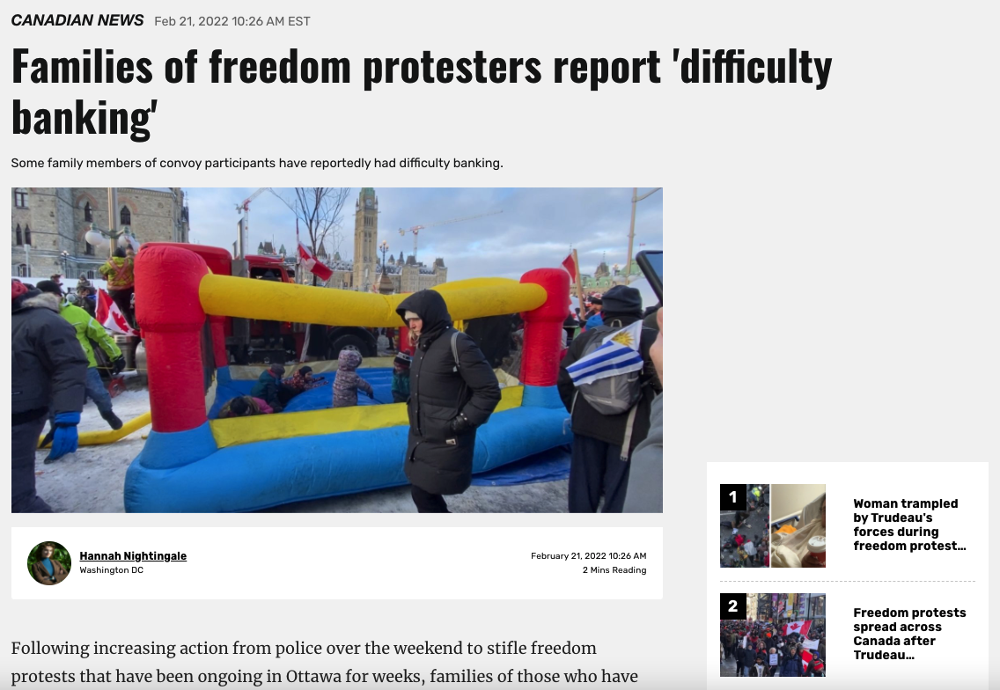 CANADIAN NEWS Feb 21, 2022 10:26 AM EST
Families of freedom protesters report 'difficulty
banking'
Some family members of convoy participants have reportedly had difficulty banking.
Hannah Nightingale
Washington DC
February 21, 2022 10:26 AM
2 Mins Reading
Following increasing action from police over the weekend to stifle freedom
protests that have been ongoing in Ottawa for weeks, families of those who have
1
Woman trampled
by Trudeau's
forces during
freedom protest...
2
Freedom protests
spread across
Canada after
Trudeau...